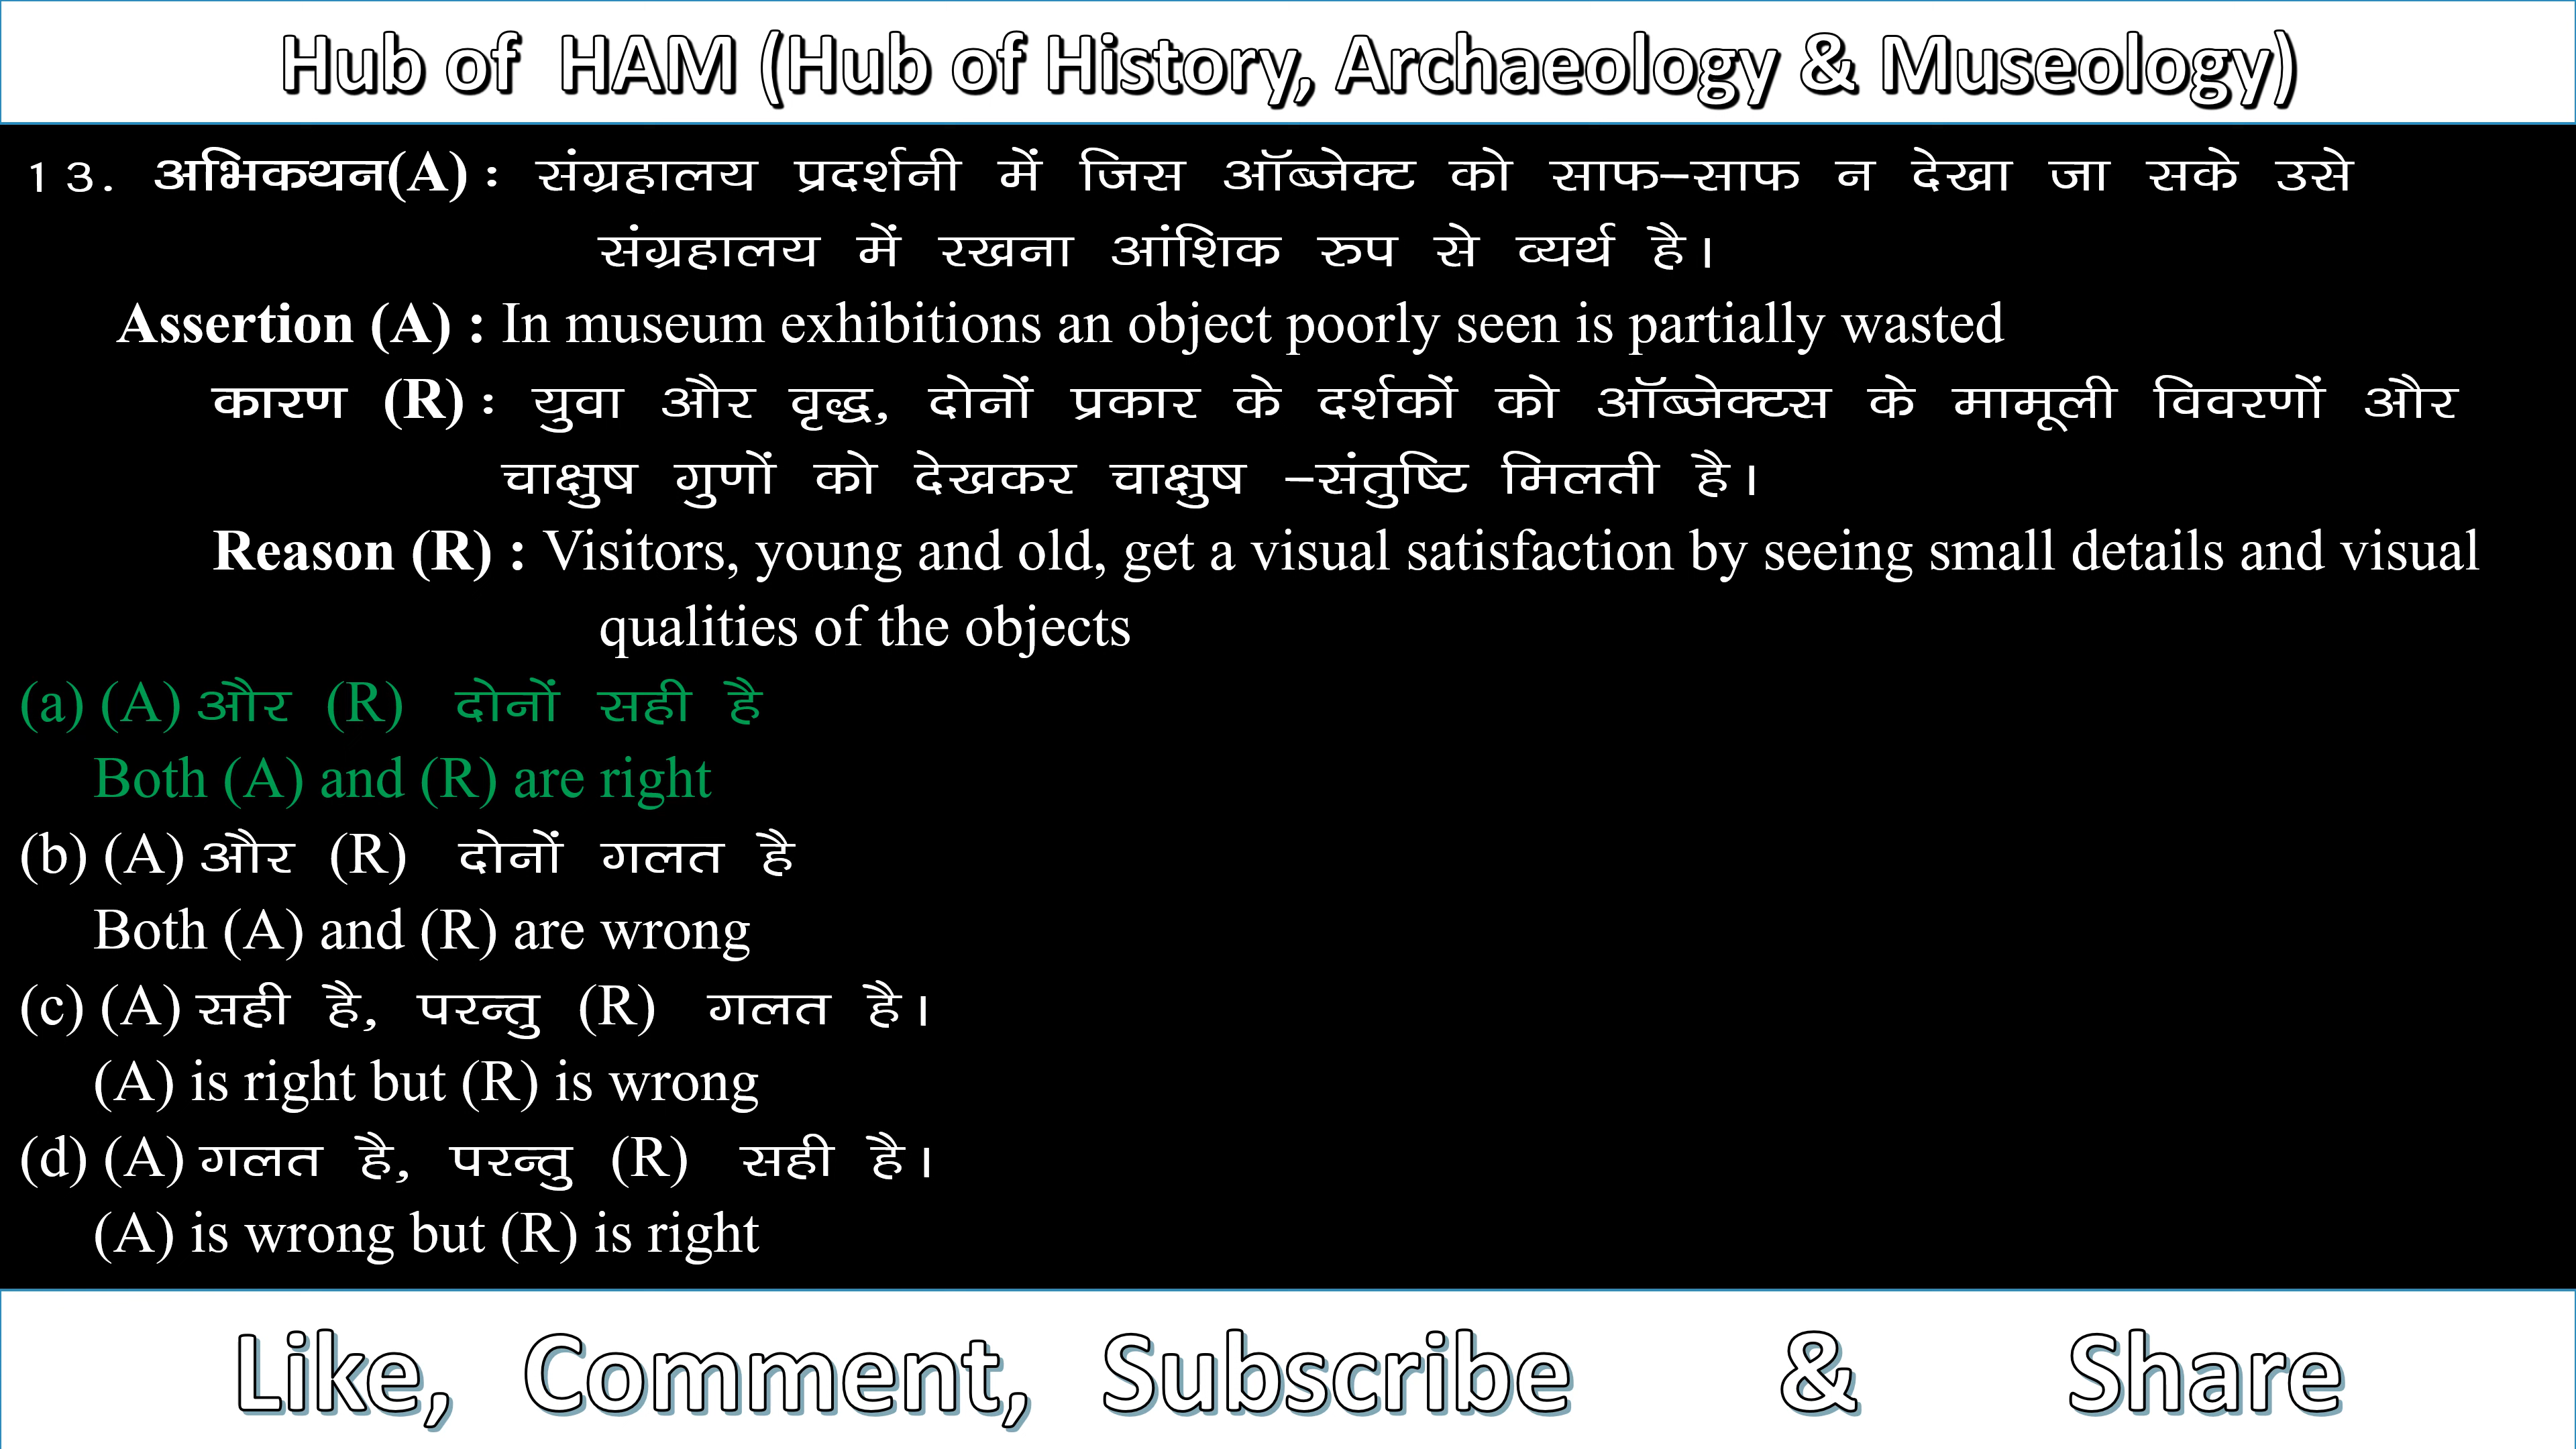 Hub of HAM (Hub of History, Archaeology & Museology)
13. अभिकथन(A) : संग्रहालय प्रदर्शनी में जिस ऑब्जेक्ट को साफ-साफ न देखा जा सके उसे
संग्रहालय में रखना आंशिक रुप से व्यर्थ है।
Assertion (A) : In museum exhibitions an object poorly seen is partially wasted
कारण (R) : युवा और वृद्ध, दोनों प्रकार के दर्शकों को ऑब्जेक्टस के मामूली विवरणों और
चाक्षुष गुणों को देखकर चाक्षुष -संतुष्टि मिलती है।
Reason (R) : Visitors, young and old, get a visual satisfaction by seeing small details and visual
qualities of the objects
(a) (A) और (R) दोनों सही है
Both (A) and (R) are right
(b) (A) और (R) दोनों गलत है
Both (A) and (R) are wrong
(c) (A) सही है, परन्तु (R) गलत है।
(A) is right but (R) is wrong
(d) (A) गलत है, परन्तु (R) सही है।
(A) is wrong but (R) is right
Like, Comment, Subscribe & Share